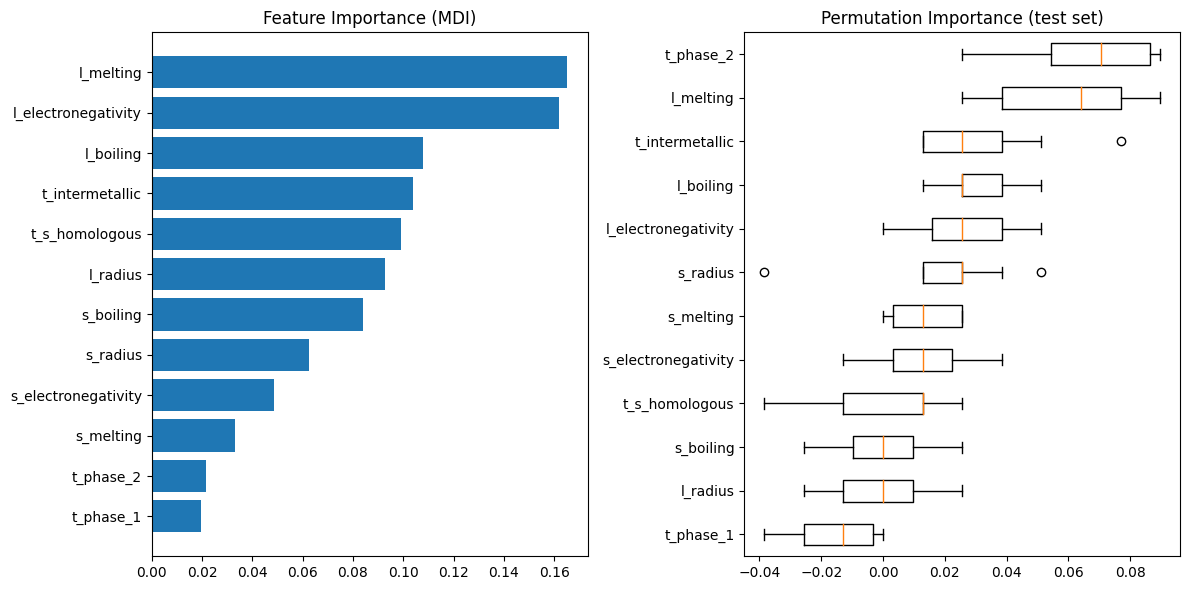 Feature Importance (MDI)
l_melting
l_electronegativity
l_boiling
t_intermetallic
t_s_homologous
l_radius
s_boiling
s_radius
s_electronegativity
s_melting
t_phase_2
t_phase_1
0.00 0.02 0.04 0.06 0.08 0.10 0.12 0.14 0.16
Permutation Importance (test set)
t_phase_2
l_melting
t_intermetallic
l_boiling
l_electronegativity
s_radius
s_melting
s_electronegativity
t_s_homologous
s_boiling
l_radius
t_phase_1
−0.04 −0.02 0.00 0.02 0.04 0.06 0.08